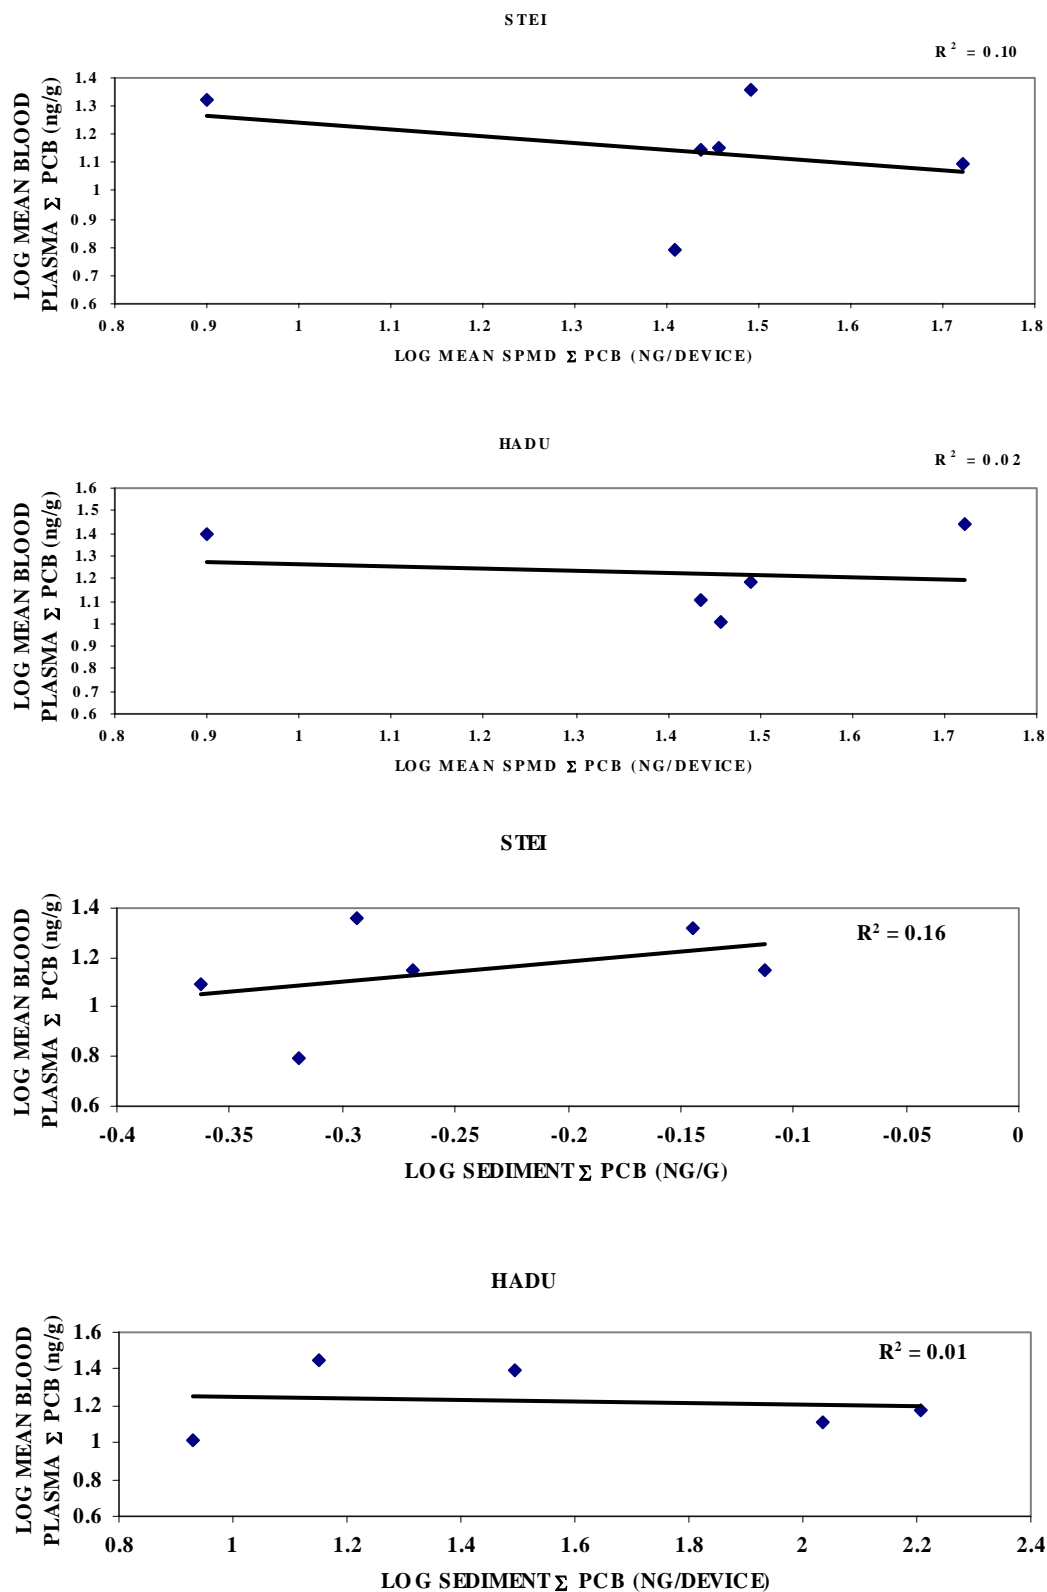 STEI
R² = 0.10
LOG MEAN BLOOD
PLASMA Σ PCB (ng/g)
1.4
1.3
1.2
1.1
1
0.9
0.8
0.7
0.6
0.8 0.9 1 1.1 1.2 1.3 1.4 1.5 1.6 1.7 1.8
LOG MEAN SPMD Σ PCB (NG/DEVICE)
HADU
R² = 0.02
LOG MEAN BLOOD
PLASMA Σ PCB (ng/g)
1.6
1.5
1.4
1.3
1.2
1.1
1
0.9
0.8
0.7
0.6
0.8 0.9 1 1.1 1.2 1.3 1.4 1.5 1.6 1.7 1.8
LOG MEAN SPMD Σ PCB (NG/DEVICE)
STEI
R² = 0.16
LOG MEAN BLOOD
PLASMA Σ PCB (ng/g)
1.4
1.2
1
0.8
0.6
-0.4 -0.35 -0.3 -0.25 -0.2 -0.15 -0.1 -0.05 0
LOG SEDIMENT Σ PCB (NG/G)
HADU
R² = 0.01
LOG MEAN BLOOD
PLASMA Σ PCB (ng/g)
1.6
1.4
1.2
1
0.8
0.6
0.8 1 1.2 1.4 1.6 1.8 2 2.2 2.4
LOG SEDIMENT Σ PCB (NG/DEVICE)